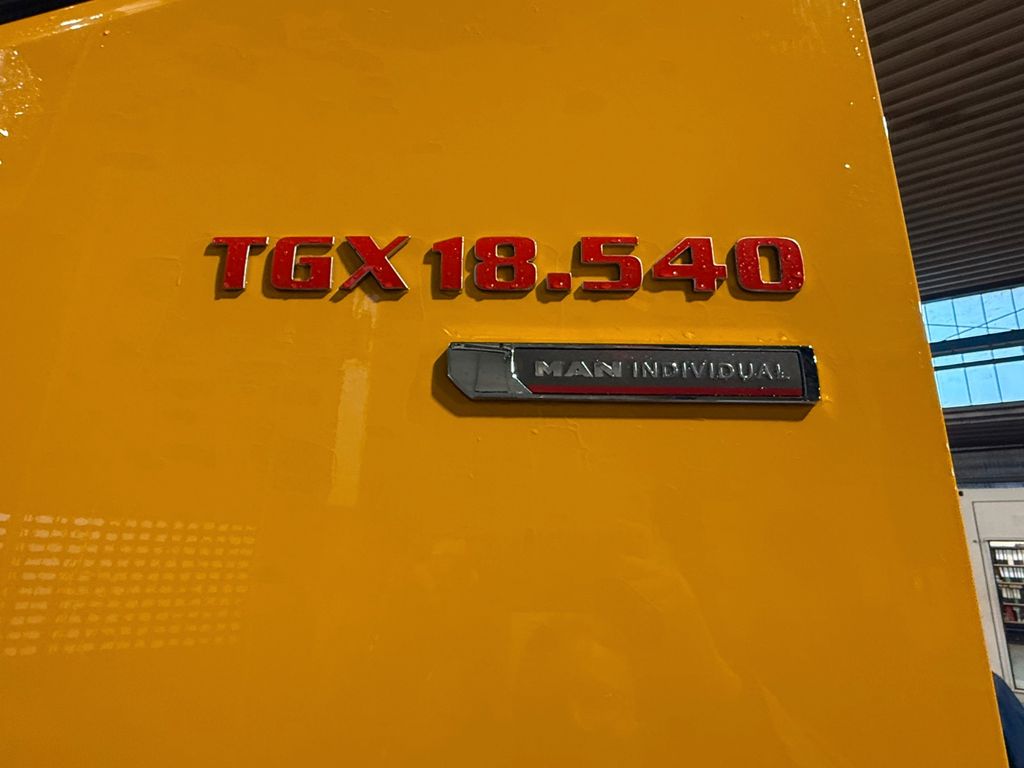 TGX 18.540
MAN INDIVIDUAL